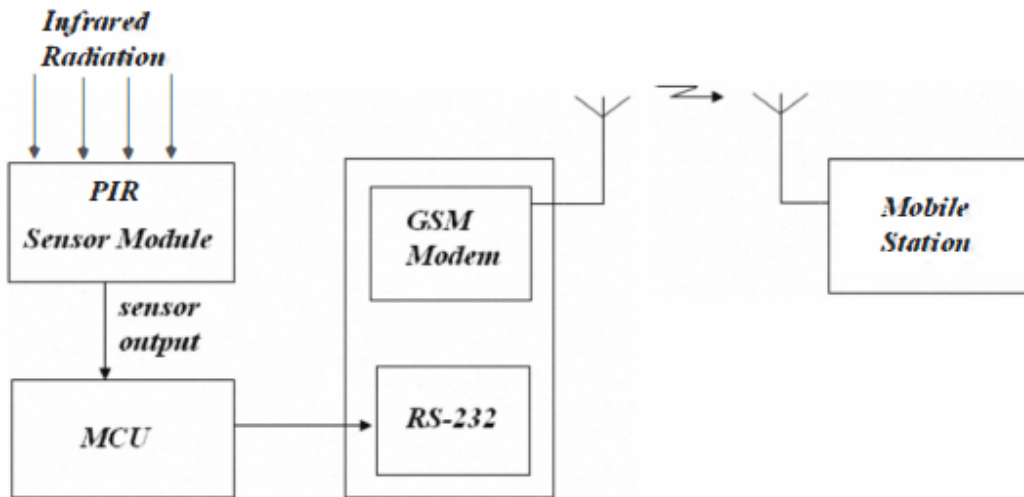 Infrared
Radiation
PIR
Sensor Module
sensor
output
MCU
GSM
Modem
RS-232
Mobile
Station